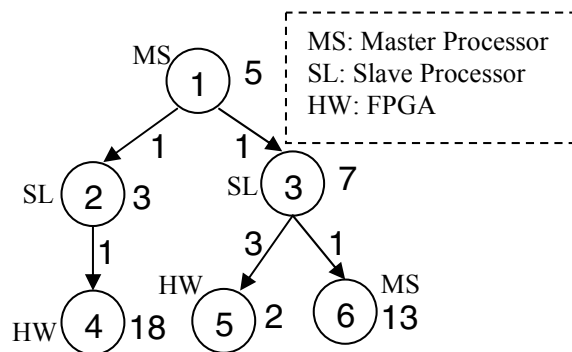 MS: Master Processor
SL: Slave Processor
HW: FPGA
MS
1
5
1
1
SL
2
3
SL
3
7
1
3
1
HW
4
18
HW
5
2
MS
6
13